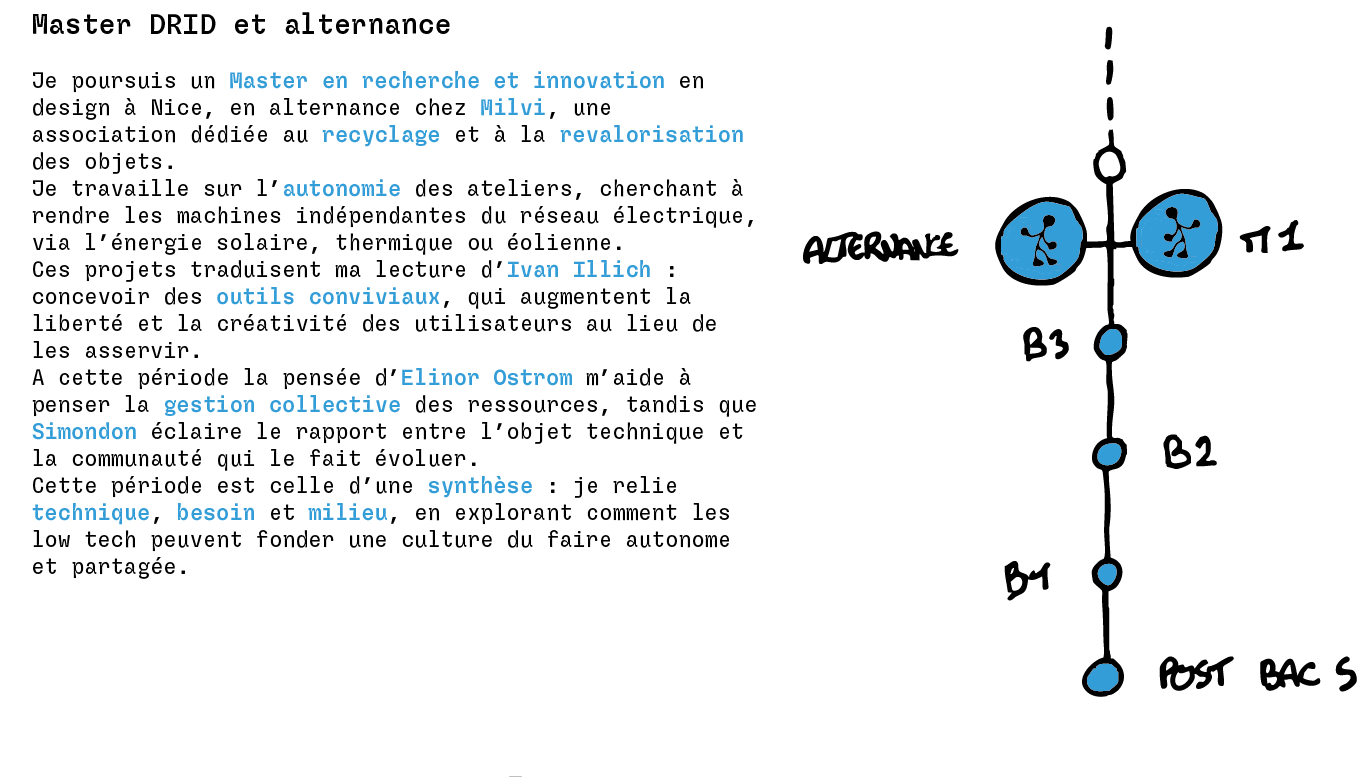 Master DRID et alternance
Je poursuis un Master en recherche et innovation en
design à Nice, en alternance chez Milvi, une
association dédiée au recyclage et à la revalorisation
des objets.
Je travaille sur l’autonomie des ateliers, cherchant à
rendre les machines indépendantes du réseau électrique,
via l’énergie solaire, thermique ou éolienne.
Ces projets traduisent ma lecture d’Ivan Illich :
concevoir des outils conviviaux, qui augmentent la
liberté et la créativité des utilisateurs au lieu de
les asservir.
A cette période la pensée d’Elinor Ostrom m’aide à
penser la gestion collective des ressources, tandis que
Simondon éclaire le rapport entre l’objet technique et
la communauté qui le fait évoluer.
Cette période est celle d’une synthèse : je relie
technique, besoin et milieu, en explorant comment les
low tech peuvent fonder une culture du faire autonome
et partagée.
ALTERNANCE
M1
B3
B2
B1
POST BAC S